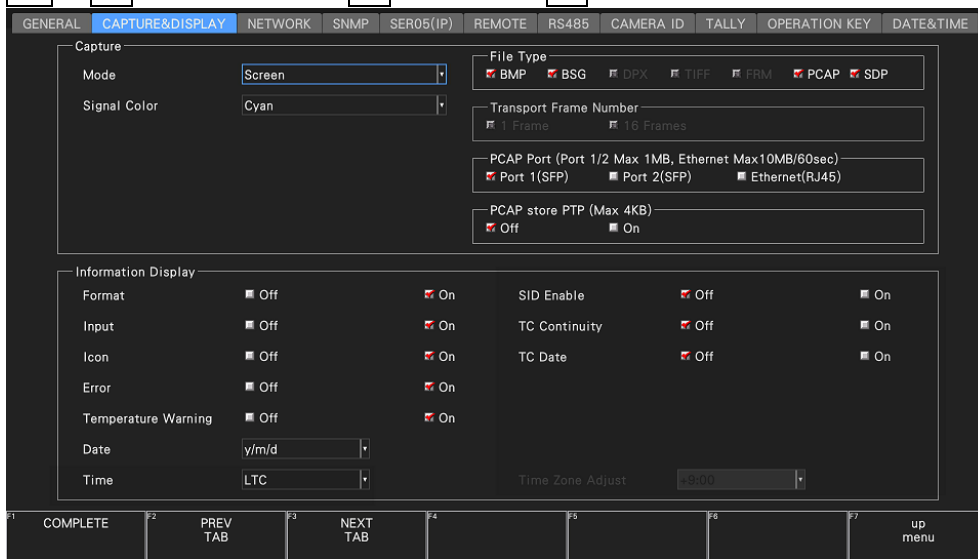 GENERAL CAPTURE&DISPLAY NETWORK SNMP SER05(IP) REMOTE RS485 CAMERA ID TALLY OPERATION KEY DATE&TIME
Capture
Mode Screen
Signal Color Cyan
File Type
BMP BSG DPX TIFF FRM PCAP SDP
Transport Frame Number
1 Frame 16 Frames
PCAP Port (Port 1/2 Max 1MB, Ethernet Max10MB/60sec)
Port 1(SFP) Port 2(SFP) Ethernet(RJ45)
PCAP store PTP (Max 4KB)
Off On
Information Display
Format Off On SID Enable Off On
Input Off On TC Continuity Off On
Icon Off On TC Date Off On
Error Off On
Temperature Warning Off On
Date y/m/d
Time LTC Time Zone Adjust +9:00
F1 COMPLETE F2 PREV TAB F3 NEXT TAB F4 F5 F6 F7 up menu